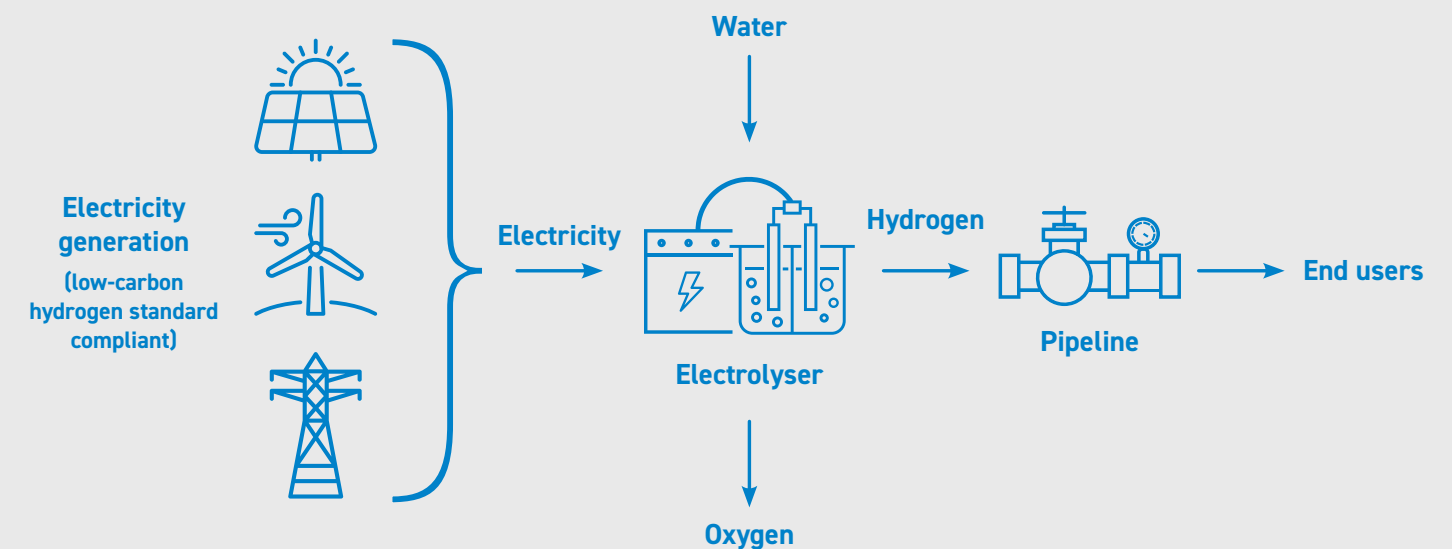 Water
Electricity
generation
(low-carbon
hydrogen standard
compliant)
Electricity
Hydrogen
End users
Pipeline
Electrolyser
Oxygen